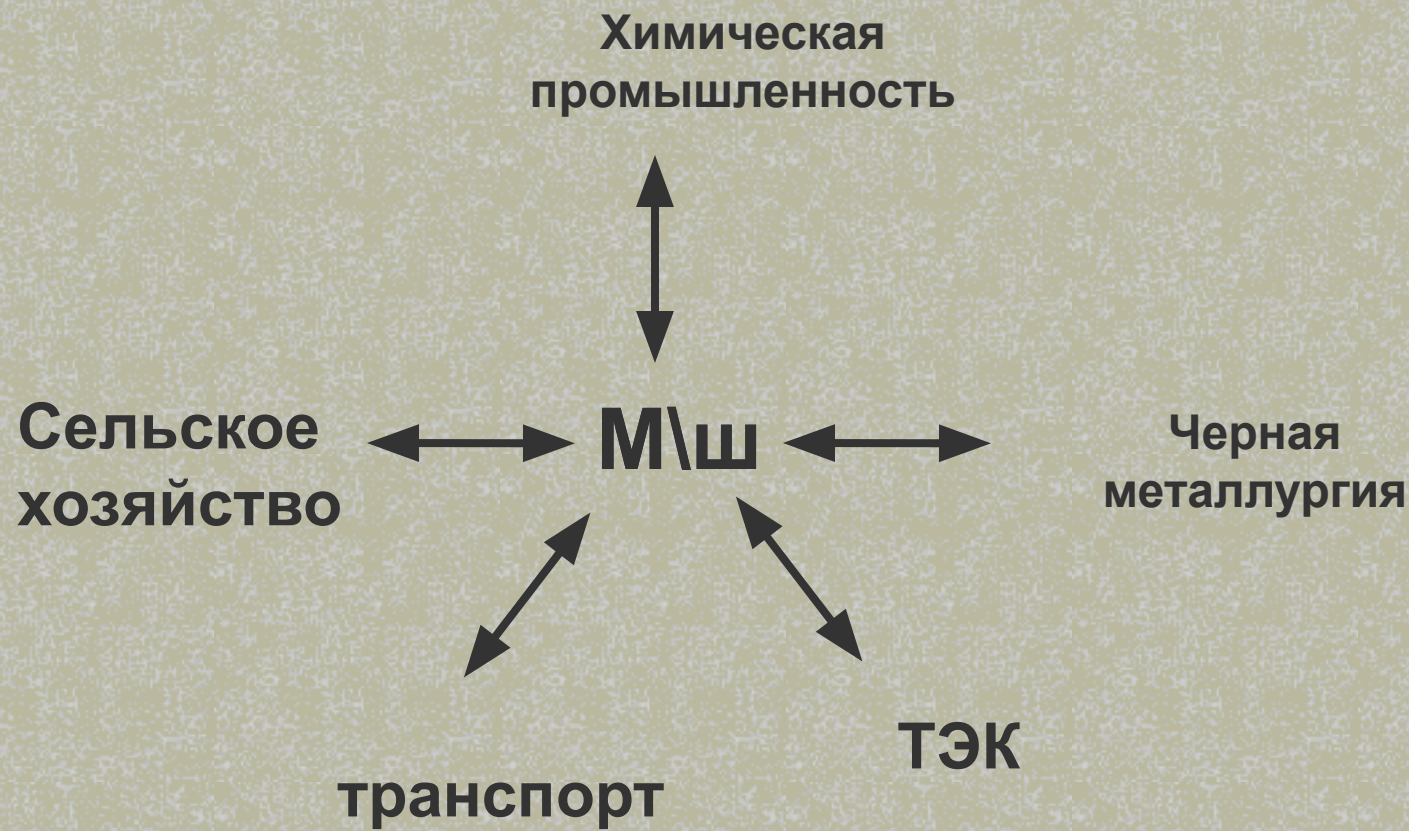 Химическая
промышленность
Сельское
хозяйство
М\ш
Черная
металлургия
ТЭК
транспорт